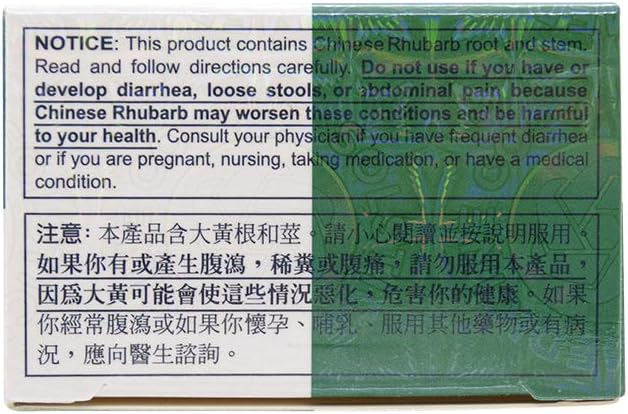 NOTICE: This product contains Chinese Rhubarb root and stem.
Read and follow directions carefully. Do not use if you have or
develop diarrhea, loose stools, or abdominal pain because
Chinese Rhubarb may worsen these conditions and be harmful
to your health. Consult your physician if you have frequent diarrhea
or if you are pregnant, nursing, taking medication, or have a medical
condition.
注意: 本產品含大黃根和莖。請小心閱讀並按說明服用。
如果你有或產生腹瀉，稀糞或腹痛，請勿服用本產品，
因爲大黃可能會使這些情況惡化，危害你的健康。如果
你經常腹瀉或如果你懷孕、哺乳、服用其他藥物或有病
況，應向醫生諮詢。